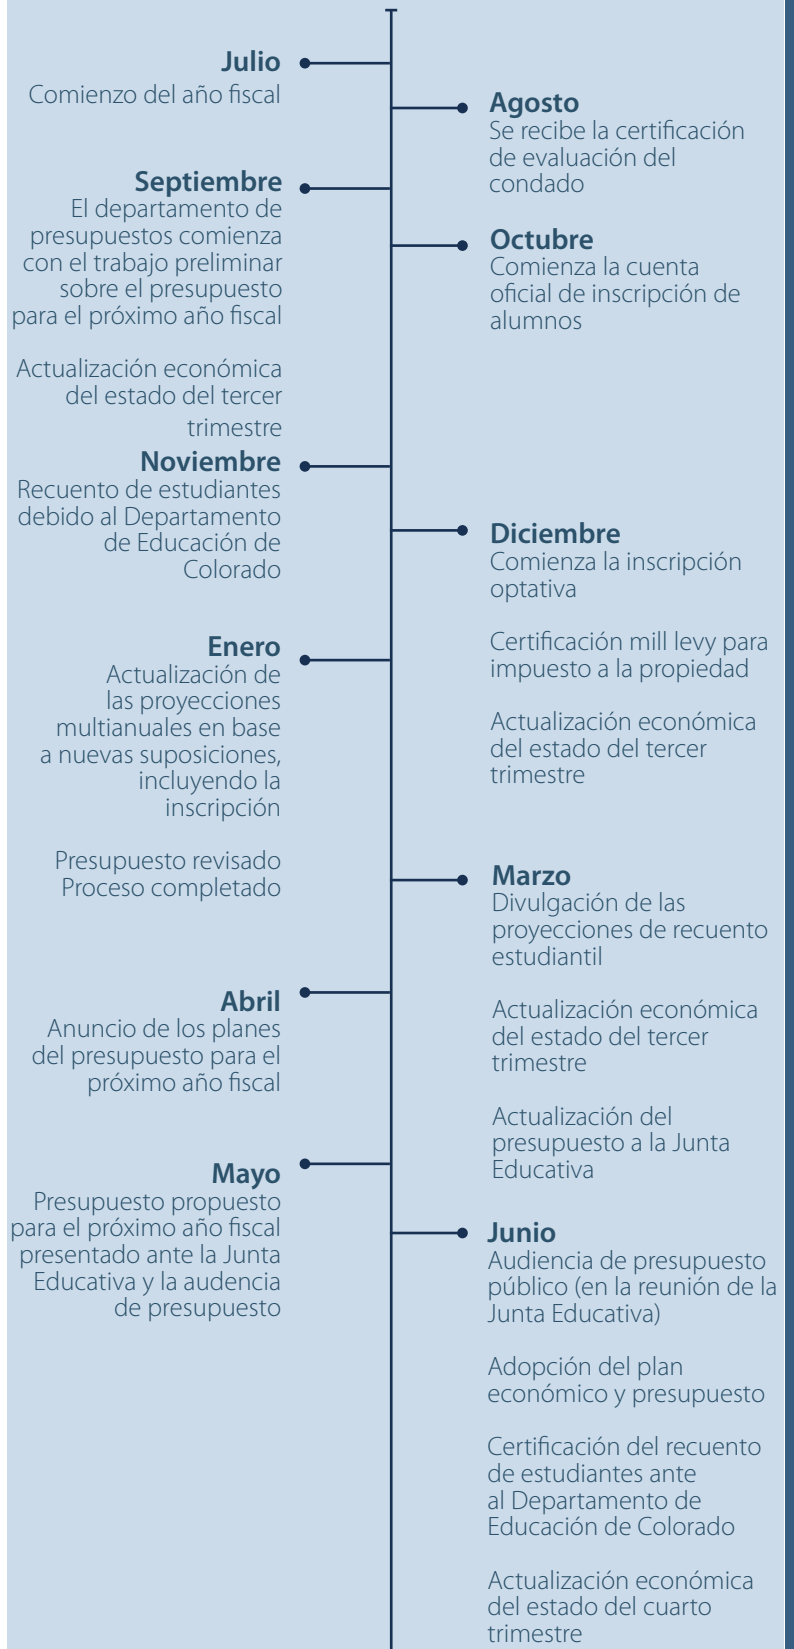 Julio
Comienzo del año fiscal
Agosto
Se recibe la certificación
de evaluación del
condado
Septiembre
El departamento de
presupuestos comienza
con el trabajo preliminar
sobre el presupuesto
para el próximo año fiscal
Actualización económica
del estado del tercer
trimestre
Octubre
Comienza la cuenta
oficial de inscripción de
alumnos
Noviembre
Recuento de estudiantes
debido al Departamento
de Educación de
Colorado
Diciembre
Comienza la inscripción
optativa
Certificación mill levy para
impuesto a la propiedad
Actualización económica
del estado del tercer
trimestre
Enero
Actualización de
las proyecciones
multianuales en base
a nuevas suposiciones,
incluyendo la
inscripción
Presupuesto revisado
Proceso completado
Marzo
Divulgación de las
proyecciones de recuento
estudiantil
Actualización económica
del estado del tercer
trimestre
Actualización del
presupuesto a la Junta
Educativa
Abril
Anuncio de los planes
del presupuesto para el
próximo año fiscal
Mayo
Presupuesto propuesto
para el próximo año fiscal
presentado ante la Junta
Educativa y la audencia
de presupuesto
Junio
Audiencia de presupuesto
público (en la reunión de la
Junta Educativa)
Adopción del plan
económico y presupuesto
Certificación del recuento
de estudiantes ante
al Departamento de
Educación de Colorado
Actualización económica
del estado del cuarto
trimestre